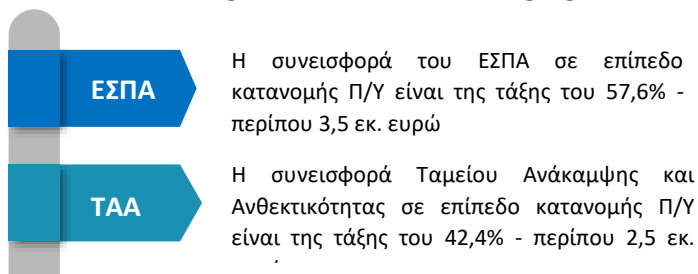 ΕΣΠΑ
Η συνεισφορά του ΕΣΠΑ σε επίπεδο
κατανομής Π/Υ είναι της τάξης του 57,6% -
περίπου 3,5 εκ. ευρώ
ΤΑΑ
Η συνεισφορά Ταμείου Ανάκαμψης και
Ανθεκτικότητας σε επίπεδο κατανομής Π/Υ
είναι της τάξης του 42,4% - περίπου 2,5 εκ.